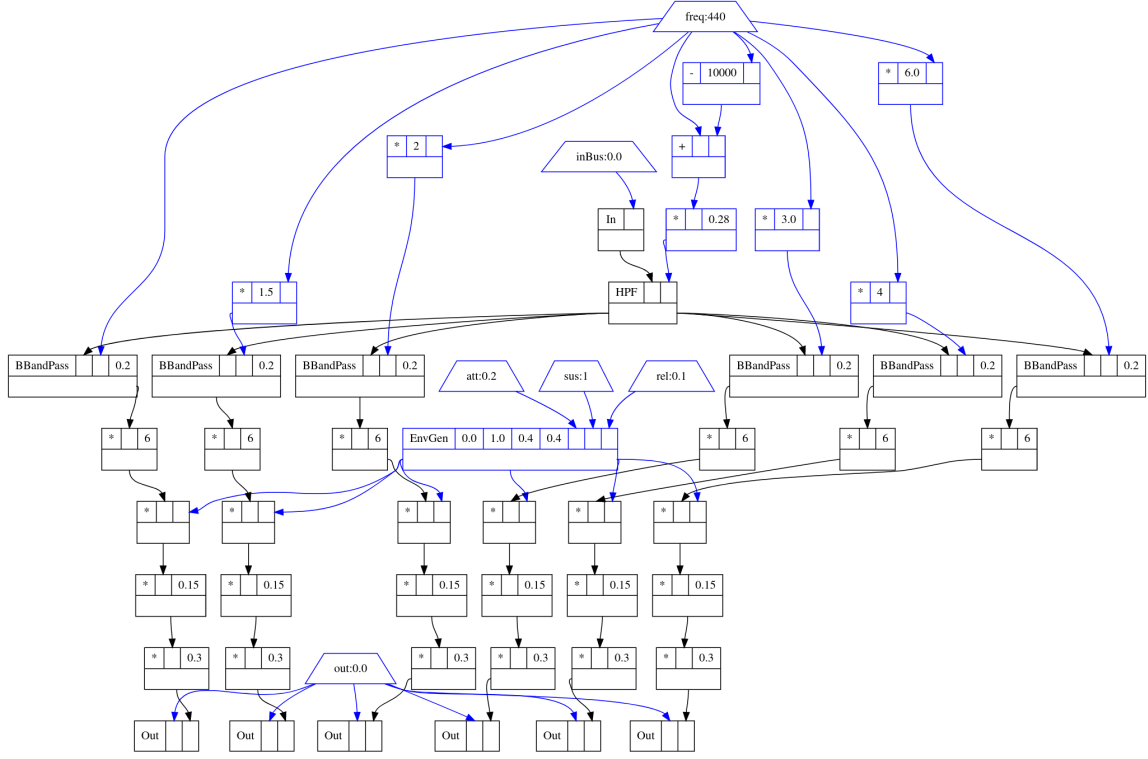 freq:440
- 10000
* 6.0
* 2
+
inBus:0.0
In
* 0.28
* 3.0
* 1.5
HPF
* 4
BBandPass 0.2
BBandPass 0.2
BBandPass 0.2
BBandPass 0.2
BBandPass 0.2
BBandPass 0.2
att:0.2
sus:1
rel:0.1
* 6
* 6
* 6
EnvGen 0.0 1.0 0.4 0.4
* 6
* 6
* 6
*
*
*
*
*
*
* 0.15
* 0.15
* 0.15
* 0.15
* 0.15
* 0.15
* 0.3
* 0.3
out:0.0
* 0.3
* 0.3
* 0.3
* 0.3
Out
Out
Out
Out
Out
Out